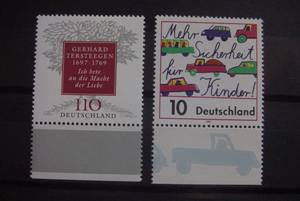 GERHARD
TERSTEEGEN
1697-1769
Ich bete
an die Macht
der Liebe
110
DEUTSCHLAND
Mehr
Sicherheit
für
Kinder!
10 Deutschland